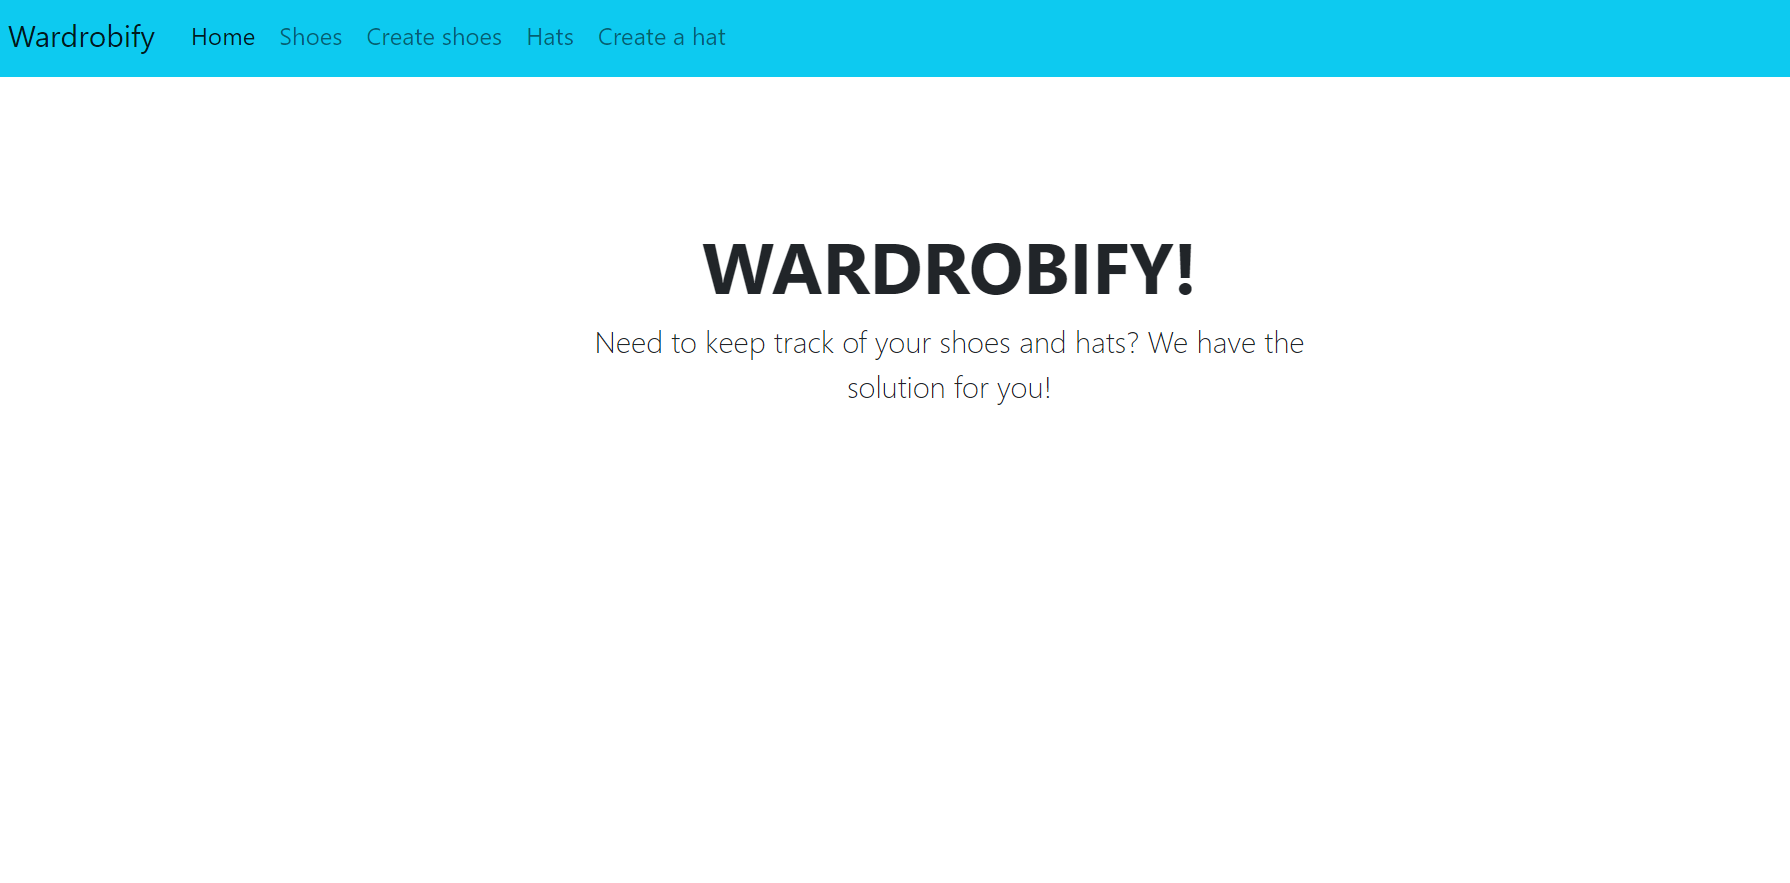 Wardrobify Home Shoes Create shoes Hats Create a hat
WARDROBIFY!
Need to keep track of your shoes and hats? We have the
solution for you!